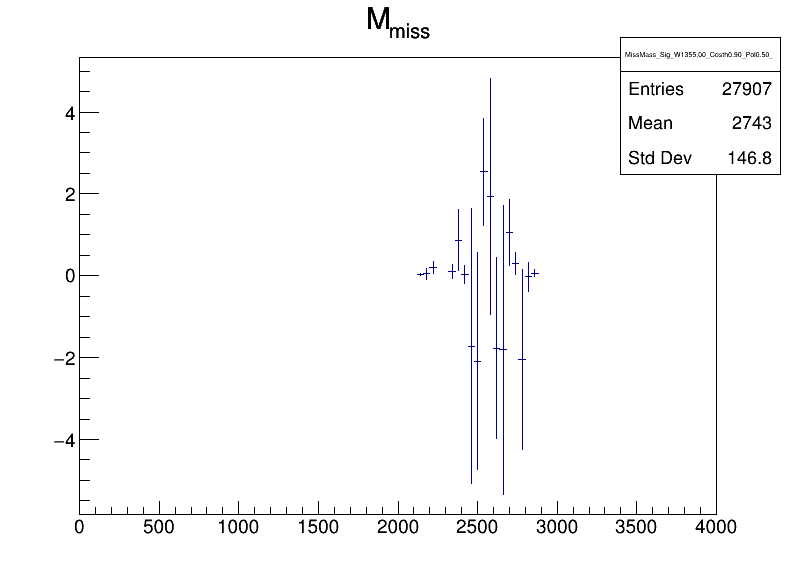 M_miss
MissMass_Sig_W1355.00_Costh0.90_Pol0.50_
Entries 27907
Mean 2743
Std Dev 146.8
4
2
0
−2
−4
0 500 1000 1500 2000 2500 3000 3500 4000